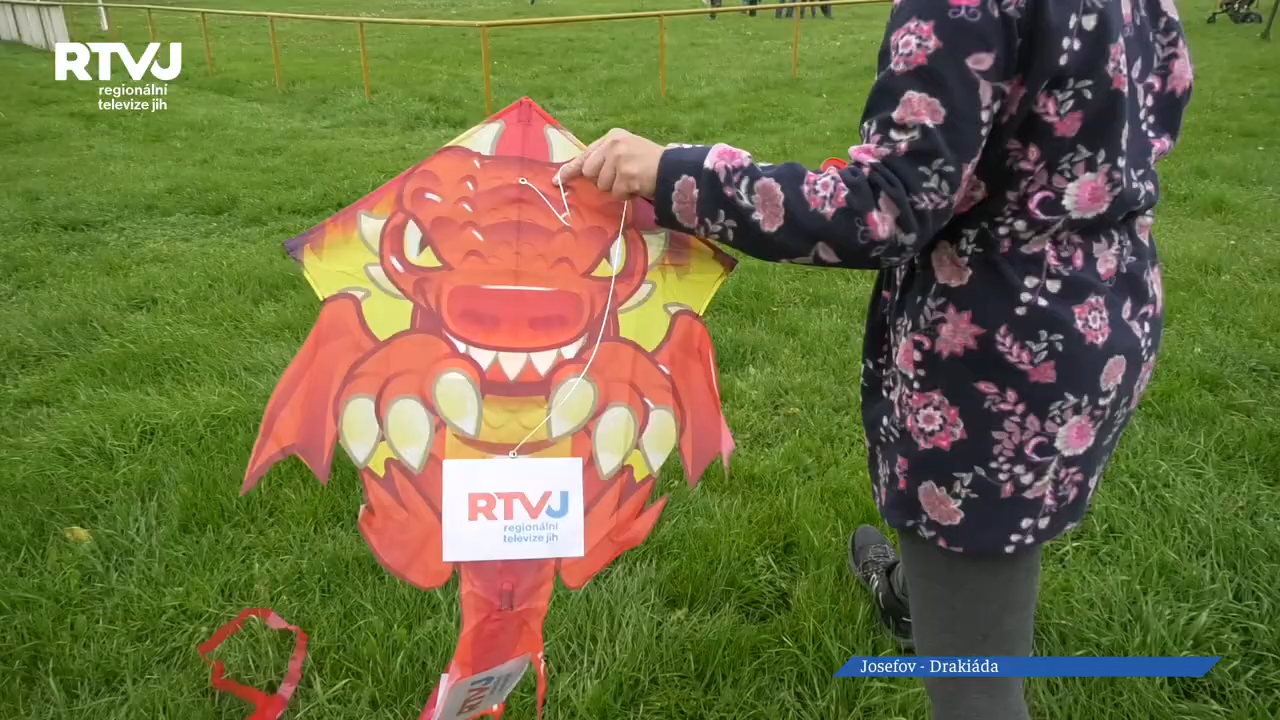 RTVJ
regionální
televize jih
RTVJ
regionální
televize jih
Josefov - Drakiáda